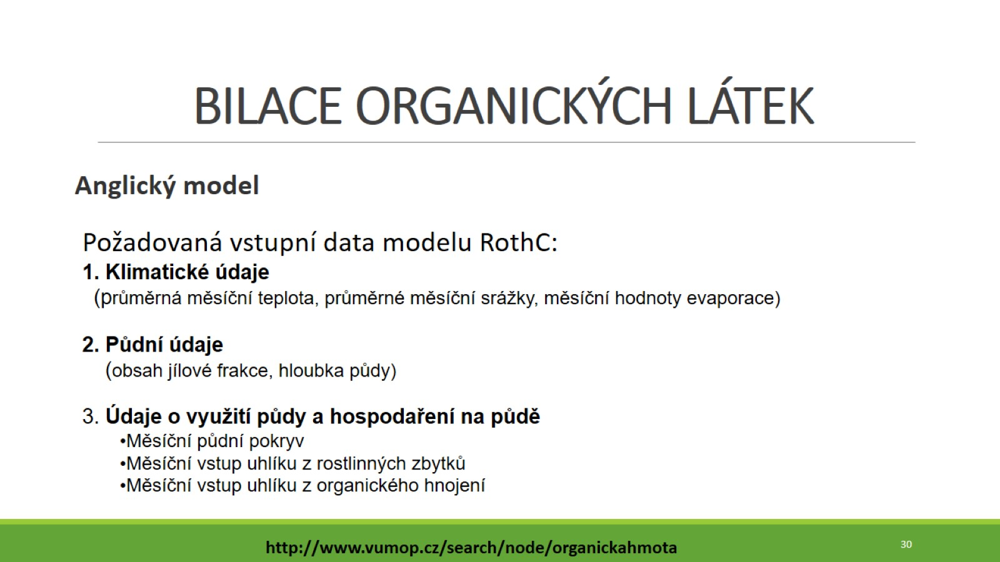 BILACE ORGANICKÝCH LÁTEK
Anglický model
Požadovaná vstupní data modelu RothC:
1. Klimatické údaje
(průměrná měsíční teplota, průměrné měsíční srážky, měsíční hodnoty evaporace)
2. Půdní údaje
(obsah jílové frakce, hloubka půdy)
3. Údaje o využití půdy a hospodaření na půdě
•Měsíční půdní pokryv
•Měsíční vstup uhlíku z rostlinných zbytků
•Měsíční vstup uhlíku z organického hnojení
http://www.vumop.cz/search/node/organickahmota
30